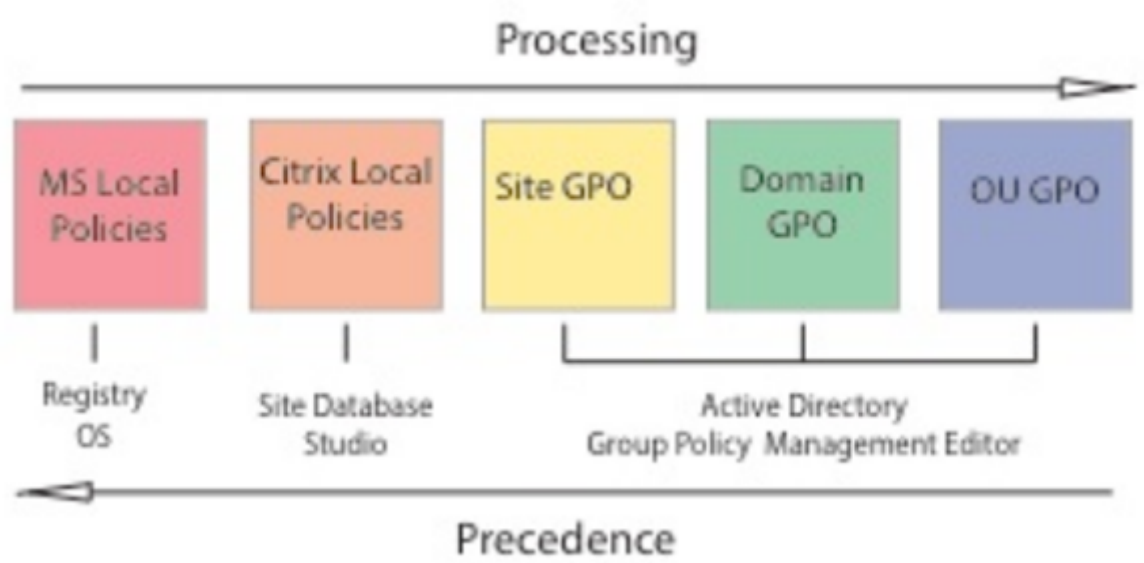 Processing
MS Local
Policies
Citrix Local
Policies
Site GPO
Domain
GPO
OU GPO
Registry
OS
Site Database
Studio
Active Directory
Group Policy Management Editor
Precedence